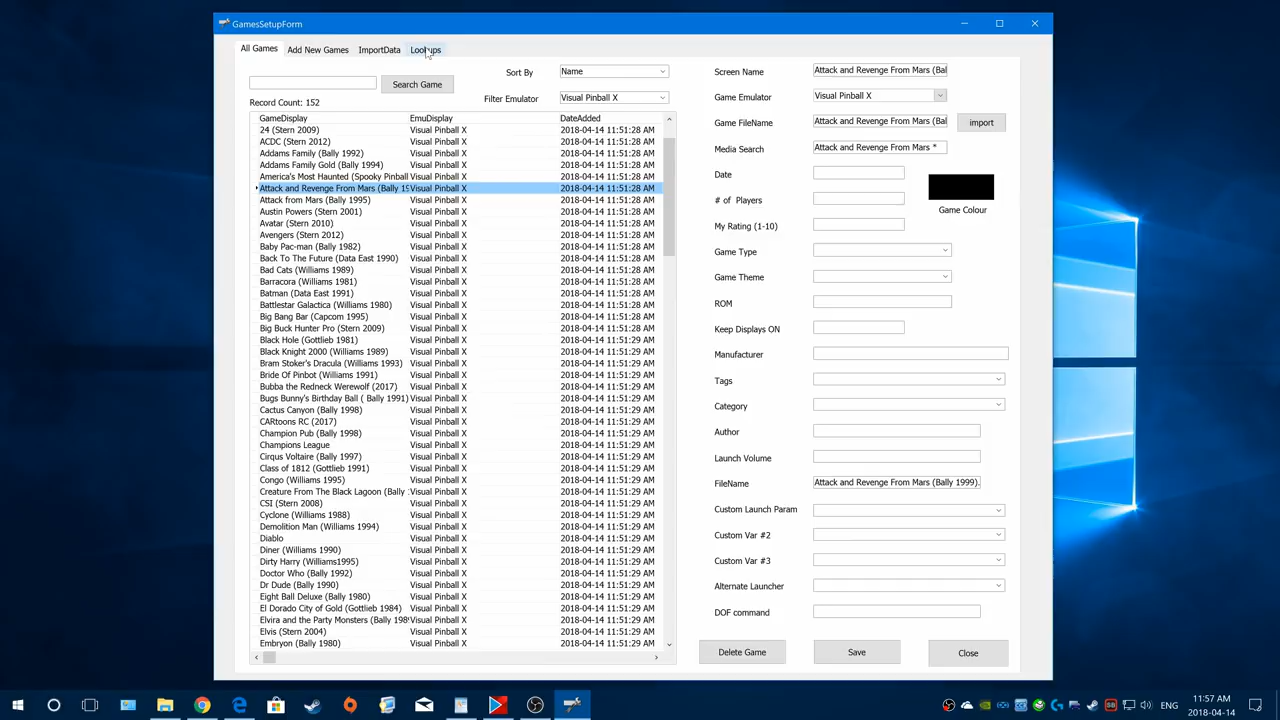 GamesSetupForm
All Games Add New Games ImportData Lookups
Search Game Sort By Name
Record Count: 152 Filter Emulator Visual Pinball X
GameDisplay EmuDisplay DateAdded
24 (Stern 2009) Visual Pinball X 2018-04-14 11:51:28 AM
ACDC (Stern 2012) Visual Pinball X 2018-04-14 11:51:28 AM
Addams Family (Bally 1992) Visual Pinball X 2018-04-14 11:51:28 AM
Addams Family Gold (Bally 1994) Visual Pinball X 2018-04-14 11:51:28 AM
America's Most Haunted (Spooky Pinball Visual Pinball X 2018-04-14 11:51:28 AM
Attack and Revenge From Mars (Bally 19 Visual Pinball X 2018-04-14 11:51:28 AM
Attack from Mars (Bally 1995) Visual Pinball X 2018-04-14 11:51:28 AM
Austin Powers (Stern 2001) Visual Pinball X 2018-04-14 11:51:28 AM
Avatar (Stern 2010) Visual Pinball X 2018-04-14 11:51:28 AM
Avengers (Stern 2012) Visual Pinball X 2018-04-14 11:51:28 AM
Baby Pac-man (Bally 1982) Visual Pinball X 2018-04-14 11:51:28 AM
Back To The Future (Data East 1990) Visual Pinball X 2018-04-14 11:51:28 AM
Bad Cats (Williams 1989) Visual Pinball X 2018-04-14 11:51:28 AM
Barracora (Williams 1981) Visual Pinball X 2018-04-14 11:51:28 AM
Batman (Data East 1991) Visual Pinball X 2018-04-14 11:51:28 AM
Battlestar Galactica (Williams 1980) Visual Pinball X 2018-04-14 11:51:28 AM
Big Bang Bar (Capcom 1995) Visual Pinball X 2018-04-14 11:51:28 AM
Big Buck Hunter Pro (Stern 2009) Visual Pinball X 2018-04-14 11:51:28 AM
Black Hole (Gottlieb 1981) Visual Pinball X 2018-04-14 11:51:29 AM
Black Knight 2000 (Williams 1989) Visual Pinball X 2018-04-14 11:51:29 AM
Bram Stoker's Dracula (Williams 1993) Visual Pinball X 2018-04-14 11:51:29 AM
Bride Of Pinbot (Williams 1991) Visual Pinball X 2018-04-14 11:51:29 AM
Bubba the Redneck Werewolf (2017) Visual Pinball X 2018-04-14 11:51:29 AM
Bugs Bunny's Birthday Ball ( Bally 1991) Visual Pinball X 2018-04-14 11:51:29 AM
Cactus Canyon (Bally 1998) Visual Pinball X 2018-04-14 11:51:29 AM
CARtoons RC (2017) Visual Pinball X 2018-04-14 11:51:29 AM
Champion Pub (Bally 1998) Visual Pinball X 2018-04-14 11:51:29 AM
Champions League Visual Pinball X 2018-04-14 11:51:29 AM
Cirqus Voltaire (Bally 1997) Visual Pinball X 2018-04-14 11:51:29 AM
Class of 1812 (Gottlieb 1991) Visual Pinball X 2018-04-14 11:51:29 AM
Congo (Williams 1995) Visual Pinball X 2018-04-14 11:51:29 AM
Creature From The Black Lagoon (Bally Visual Pinball X 2018-04-14 11:51:29 AM
CSI (Stern 2008) Visual Pinball X 2018-04-14 11:51:29 AM
Cyclone (Williams 1988) Visual Pinball X 2018-04-14 11:51:29 AM
Demolition Man (Williams 1994) Visual Pinball X 2018-04-14 11:51:29 AM
Diablo Visual Pinball X 2018-04-14 11:51:29 AM
Diner (Williams 1990) Visual Pinball X 2018-04-14 11:51:29 AM
Dirty Harry (Williams1995) Visual Pinball X 2018-04-14 11:51:29 AM
Doctor Who (Bally 1992) Visual Pinball X 2018-04-14 11:51:29 AM
Dr Dude (Bally 1990) Visual Pinball X 2018-04-14 11:51:29 AM
Eight Ball Deluxe (Bally 1980) Visual Pinball X 2018-04-14 11:51:29 AM
El Dorado City of Gold (Gottlieb 1984) Visual Pinball X 2018-04-14 11:51:29 AM
Elvira and the Party Monsters (Bally 198 Visual Pinball X 2018-04-14 11:51:29 AM
Elvis (Stern 2004) Visual Pinball X 2018-04-14 11:51:29 AM
Embryon (Bally 1980) Visual Pinball X 2018-04-14 11:51:29 AM
Screen Name Attack and Revenge From Mars (Bal
Game Emulator Visual Pinball X
Game FileName Attack and Revenge From Mars (Bal import
Media Search Attack and Revenge From Mars *
Date
# of Players
Game Colour
My Rating (1-10)
Game Type
Game Theme
ROM
Keep Displays ON
Manufacturer
Tags
Category
Author
Launch Volume
FileName Attack and Revenge From Mars (Bally 1999).
Custom Launch Param
Custom Var #2
Custom Var #3
Alternate Launcher
DOF command
Delete Game Save Close
ENG 11:57 AM
2018-04-14